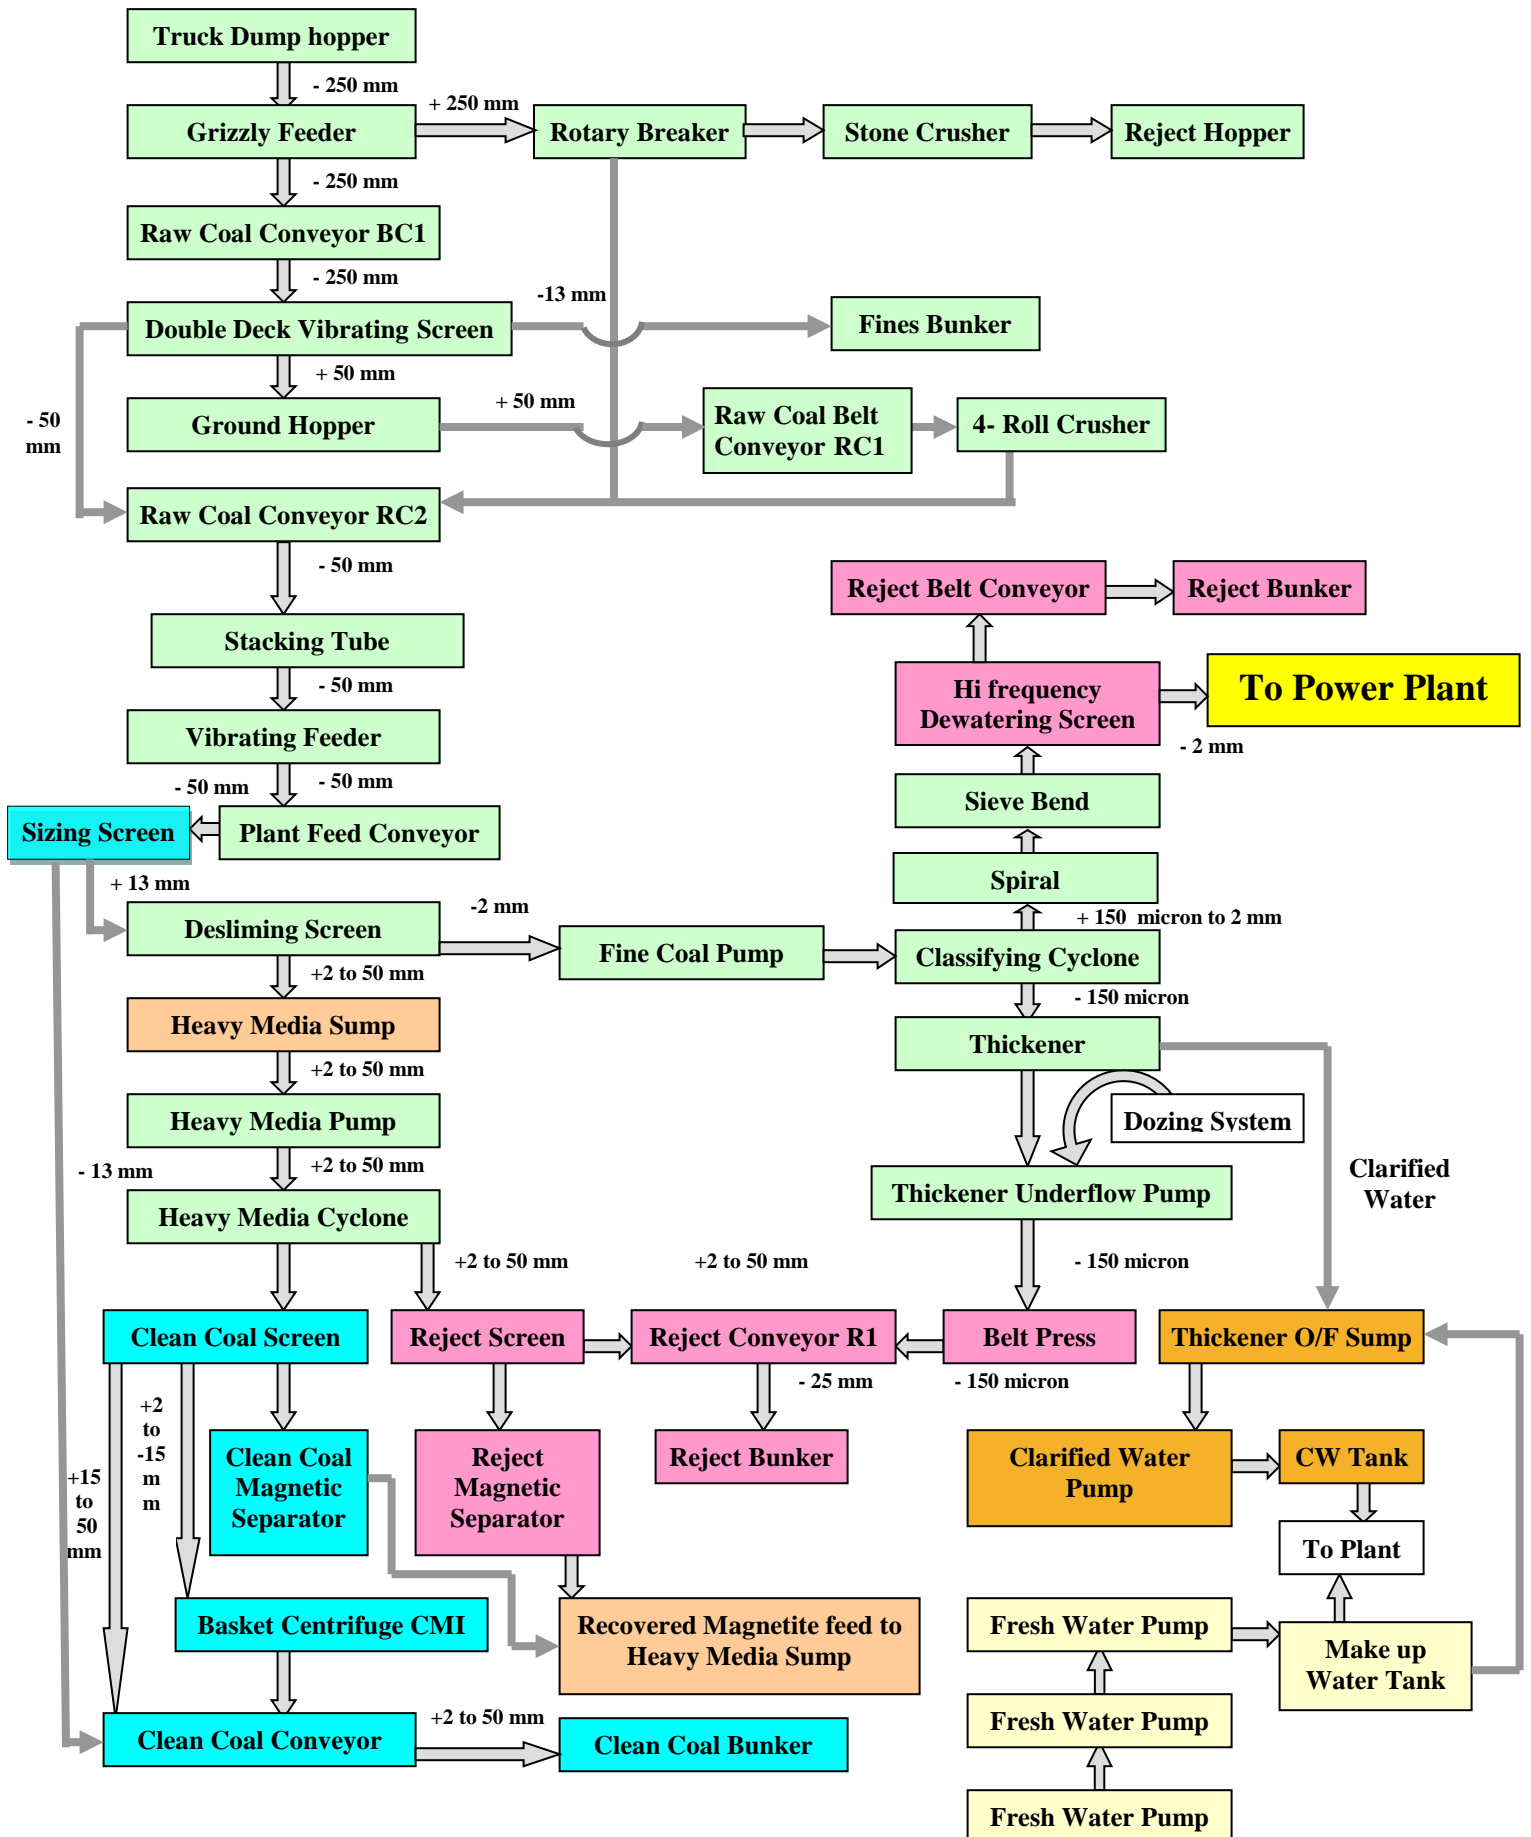 Truck Dump hopper
- 250 mm
+ 250 mm
Grizzly Feeder
Rotary Breaker
Stone Crusher
Reject Hopper
- 250 mm
Raw Coal Conveyor BC1
- 250 mm
-13 mm
Double Deck Vibrating Screen
Fines Bunker
+ 50 mm
+ 50 mm
- 50
mm
Ground Hopper
Raw Coal Belt
Conveyor RC1
4- Roll Crusher
Raw Coal Conveyor RC2
- 50 mm
Reject Belt Conveyor
Reject Bunker
Stacking Tube
- 50 mm
Hi frequency
Dewatering Screen
To Power Plant
- 2 mm
Vibrating Feeder
- 50 mm
- 50 mm
Sieve Bend
Sizing Screen
Plant Feed Conveyor
+ 13 mm
Spiral
-2 mm
+ 150 micron to 2 mm
Desliming Screen
Fine Coal Pump
Classifying Cyclone
+2 to 50 mm
- 150 micron
Heavy Media Sump
Thickener
+2 to 50 mm
Heavy Media Pump
Dozing System
- 13 mm
+2 to 50 mm
Clarified
Water
Thickener Underflow Pump
Heavy Media Cyclone
+2 to 50 mm
+2 to 50 mm
- 150 micron
Clean Coal Screen
Reject Screen
Reject Conveyor R1
Belt Press
Thickener O/F Sump
- 25 mm
- 150 micron
+2
to
-15
m
m
+15
to
50
mm
Clean Coal
Magnetic
Separator
Reject
Magnetic
Separator
Reject Bunker
Clarified Water
Pump
CW Tank
To Plant
Basket Centrifuge CMI
Recovered Magnetite feed to
Heavy Media Sump
Fresh Water Pump
Make up
Water Tank
+2 to 50 mm
Fresh Water Pump
Clean Coal Conveyor
Clean Coal Bunker
Fresh Water Pump